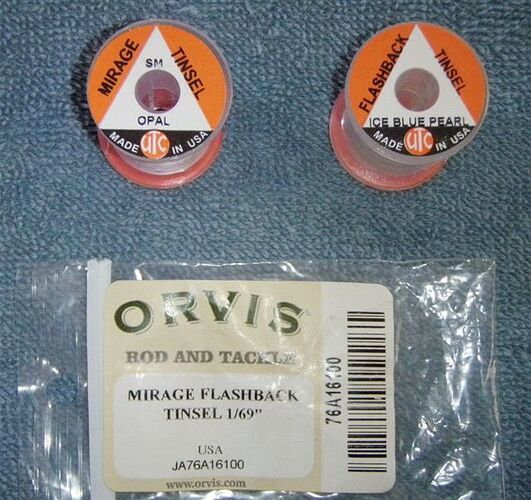 MIRAGE TINSEL
SM
OPAL
MADE UTC IN USA
FLASHBACK TINSEL
ICE BLUE PEARL
MADE UTC IN USA
ORVIS
ROD AND TACKLE
MIRAGE FLASHBACK
TINSEL 1/69"
USA
JA76A16100
www.orvis.com
76A16100